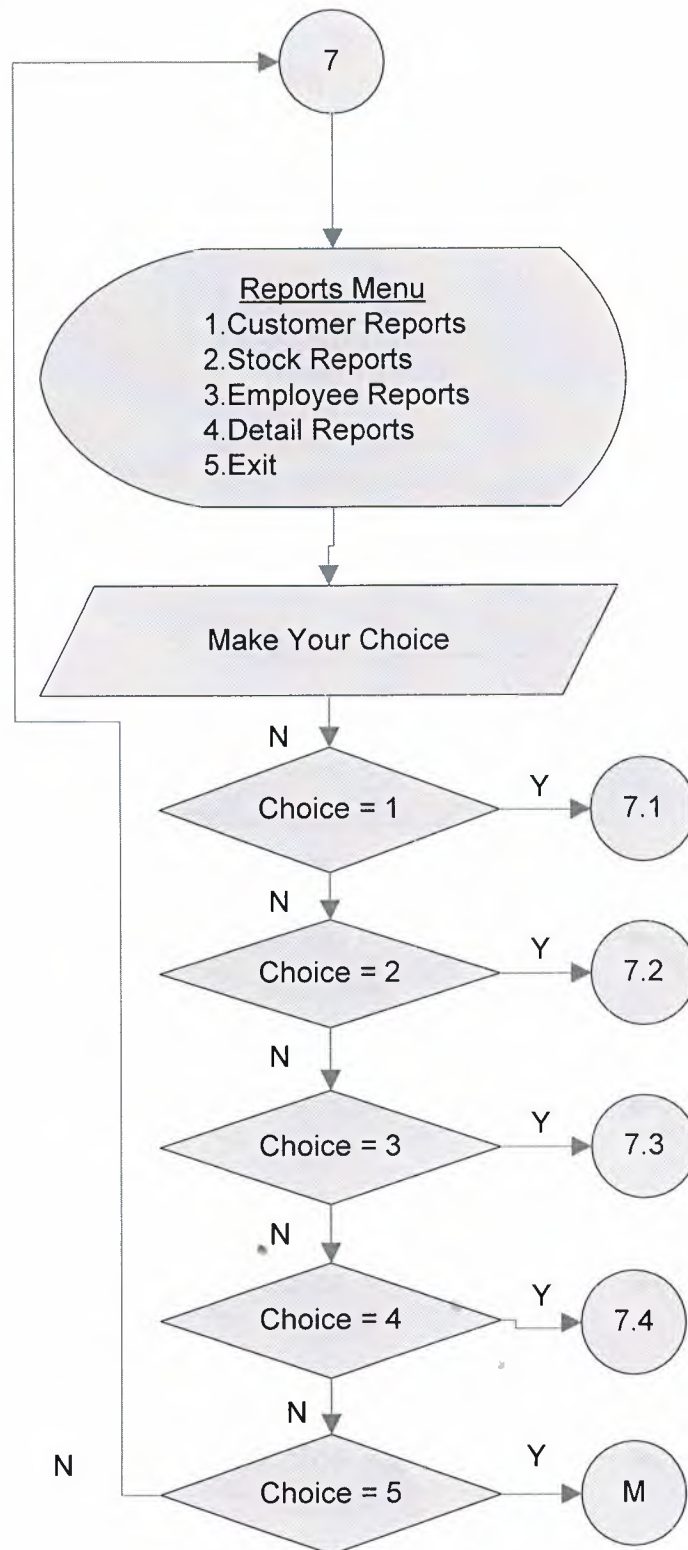 7
Reports Menu
1.Customer Reports
2.Stock Reports
3.Employee Reports
4.Detail Reports
5.Exit
Make Your Choice
N
Choice = 1
Y
7.1
N
Choice = 2
Y
7.2
N
Choice = 3
Y
7.3
N
Choice = 4
Y
7.4
N
N
Choice = 5
Y
M